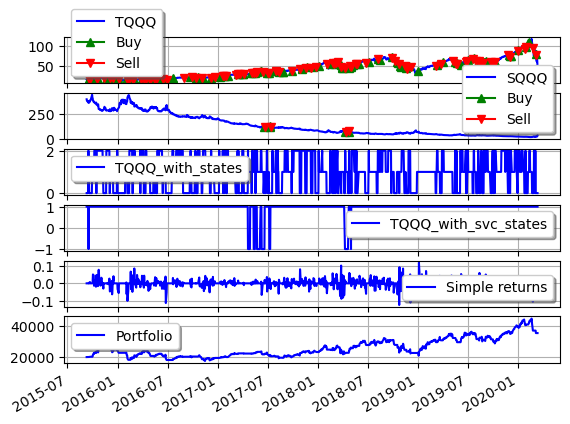 TQQQ
Buy
Sell
100
50
SQQQ
Buy
Sell
250
0
TQQQ_with_states
2
0
TQQQ_with_svc_states
1
0
−1
Simple returns
0.1
0.0
−0.1
Portfolio
40000
20000
2015-07
2016-01
2016-07
2017-01
2017-07
2018-01
2018-07
2019-01
2019-07
2020-01